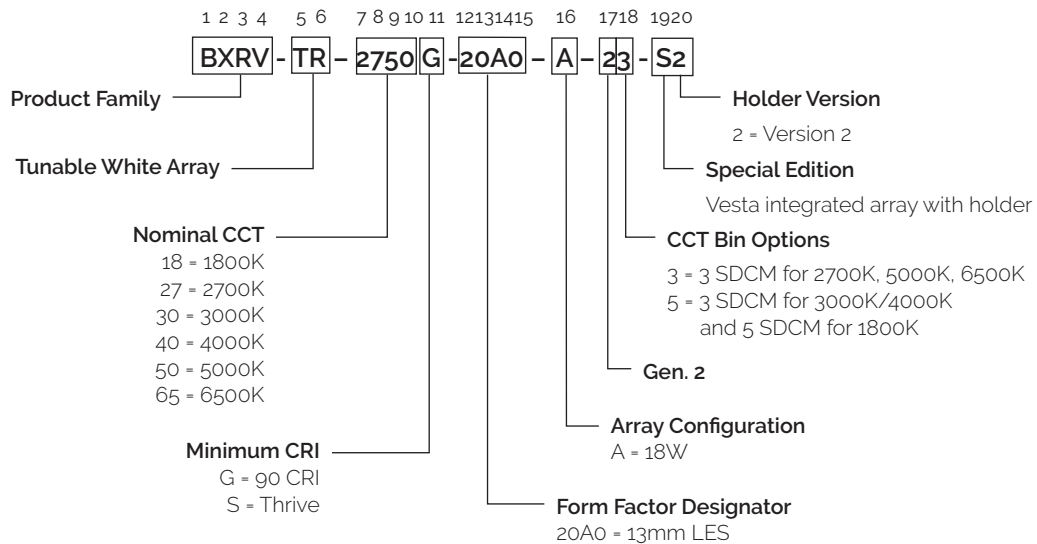 1 2 3 4 5 6 7 8 9 10 11 12131415 16 1718 1920
BXRV - TR – 2750 G - 20A0 – A – 23 - S2
Product Family
Holder Version
2 = Version 2
Tunable White Array
Special Edition
Vesta integrated array with holder
Nominal CCT
18 = 1800K
27 = 2700K
30 = 3000K
40 = 4000K
50 = 5000K
65 = 6500K
CCT Bin Options
3 = 3 SDCM for 2700K, 5000K, 6500K
5 = 3 SDCM for 3000K/4000K
and 5 SDCM for 1800K
Gen. 2
Array Configuration
A = 18W
Minimum CRI
G = 90 CRI
S = Thrive
Form Factor Designator
20A0 = 13mm LES